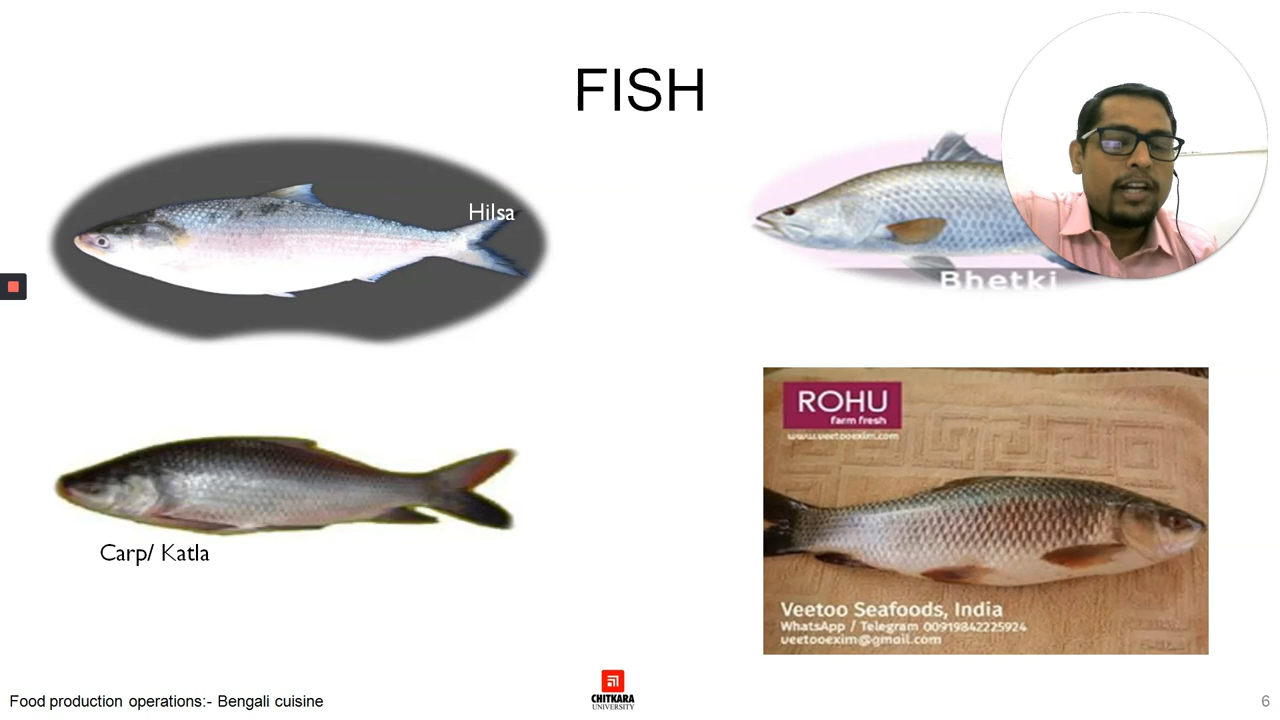 FISH
Hilsa
Bhetki
Carp/ Katla
ROHU
farm fresh
www.veetooexim.com
Veetoo Seafoods, India
WhatsApp / Telegram 00919842225924
veetooexim@gmail.com
Food production operations:- Bengali cuisine
CHITKARA
UNIVERSITY
6